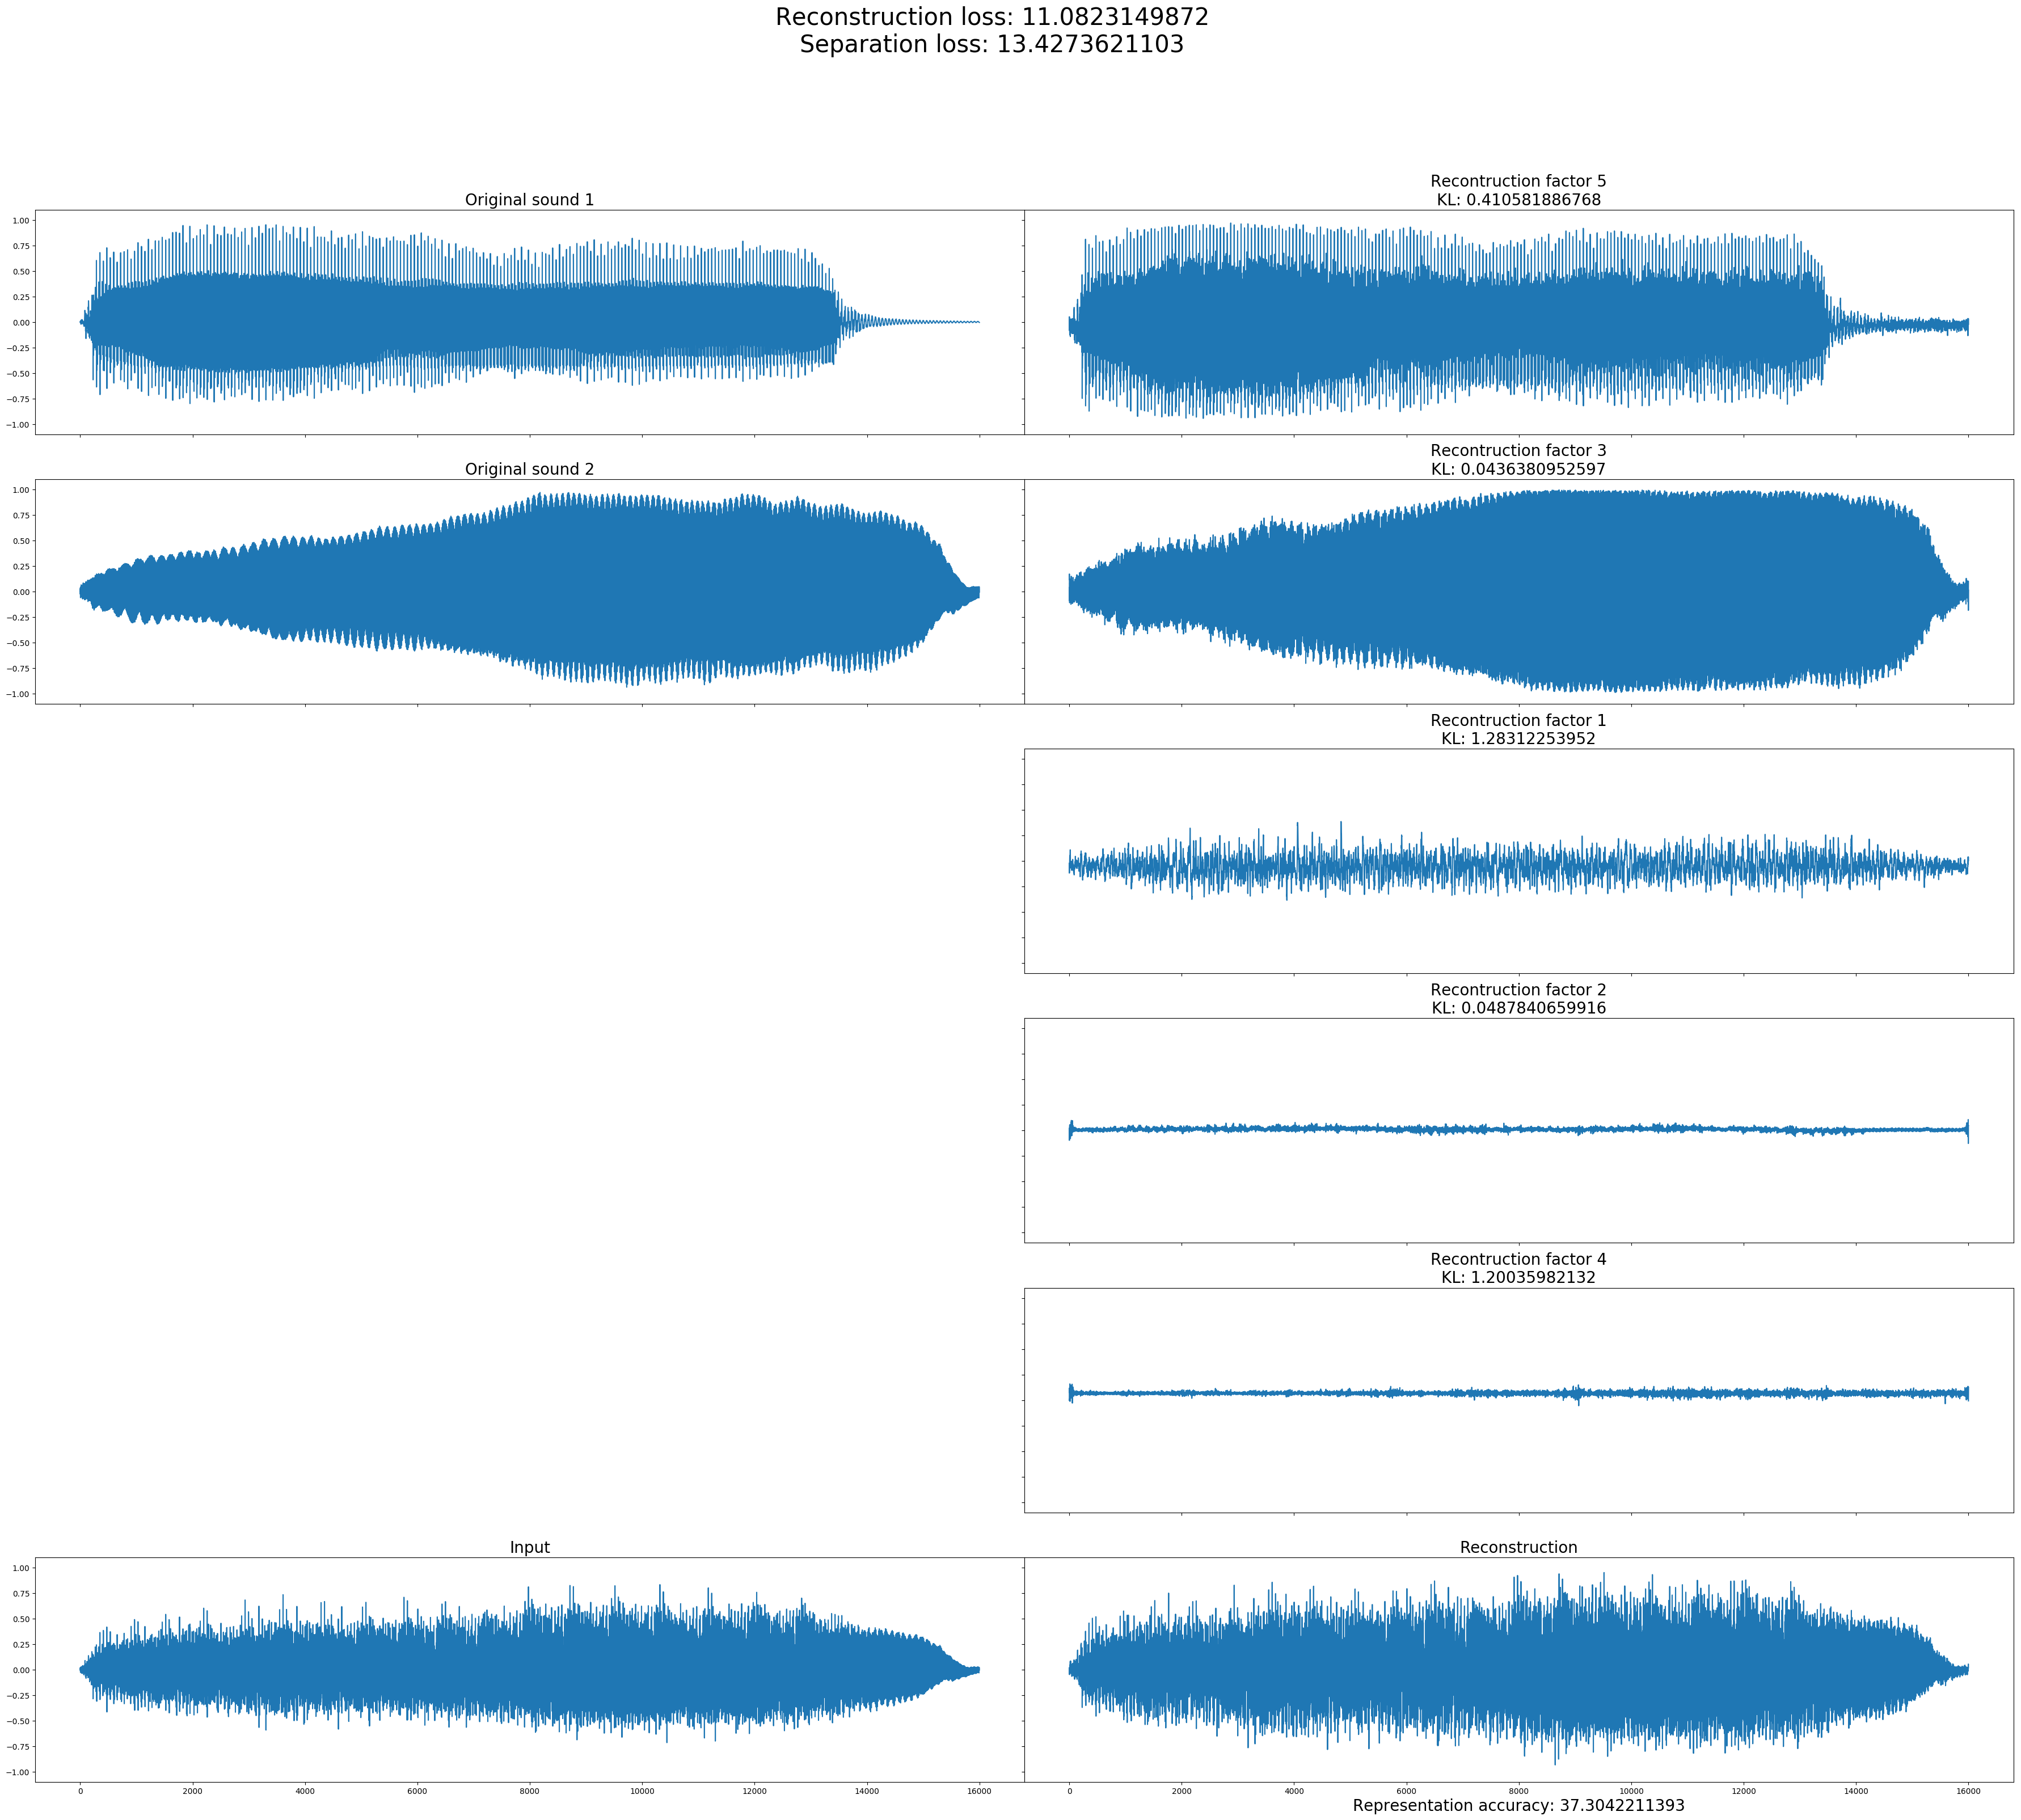 Reconstruction loss: 11.0823149872
Separation loss: 13.4273621103
Original sound 1
Recontruction factor 5
KL: 0.410581886768
1.00
0.75
0.50
0.25
0.00
−0.25
−0.50
−0.75
−1.00
Original sound 2
Recontruction factor 3
KL: 0.0436380952597
1.00
0.75
0.50
0.25
0.00
−0.25
−0.50
−0.75
−1.00
Recontruction factor 1
KL: 1.28312253952
Recontruction factor 2
KL: 0.0487840659916
Recontruction factor 4
KL: 1.20035982132
Input
Reconstruction
1.00
0.75
0.50
0.25
0.00
−0.25
−0.50
−0.75
−1.00
0 2000 4000 6000 8000 10000 12000 14000 16000
0 2000 4000 6000 8000 10000 12000 14000 16000
Representation accuracy: 37.3042211393